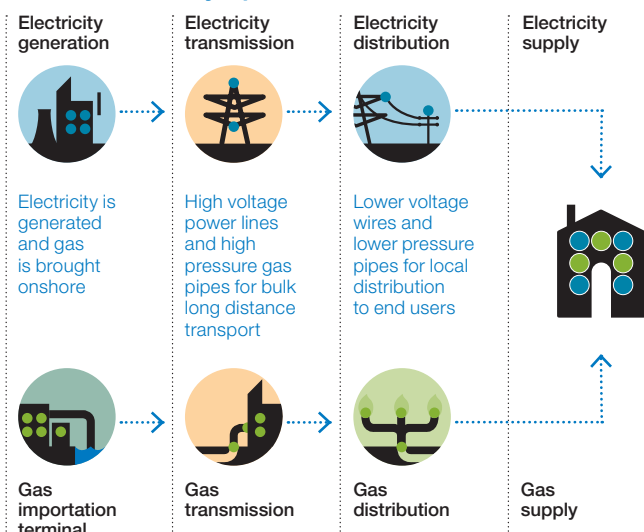 Electricity
generation
Electricity
transmission
Electricity
distribution
Electricity
supply
Electricity is
generated
and gas
is brought
onshore
High voltage
power lines
and high
pressure gas
pipes for bulk
long distance
transport
Lower voltage
wires and
lower pressure
pipes for local
distribution
to end users
Gas
importation
terminal
Gas
transmission
Gas
distribution
Gas
supply